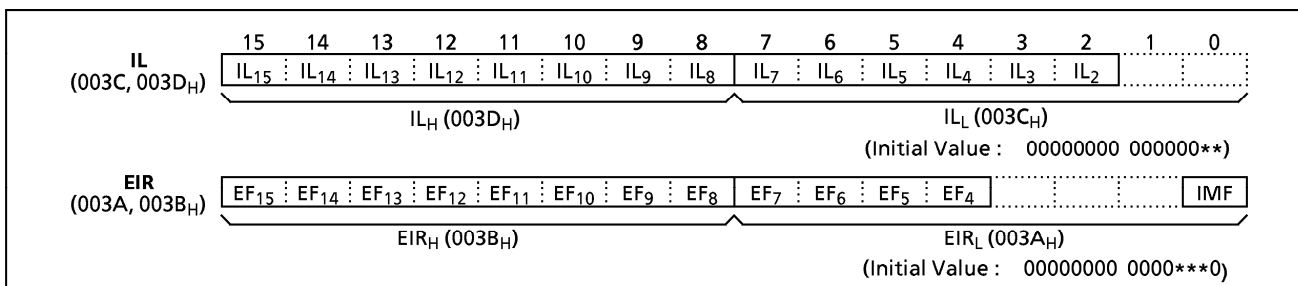 15 14 13 12 11 10 9 8 7 6 5 4 3 2 1 0
IL
(003C, 003DH)
IL15 IL14 IL13 IL12 IL11 IL10 IL9 IL8 IL7 IL6 IL5 IL4 IL3 IL2
ILH (003DH) ILL (003CH)
(Initial Value : 00000000 000000**)
EIR
(003A, 003BH)
EF15 EF14 EF13 EF12 EF11 EF10 EF9 EF8 EF7 EF6 EF5 EF4 IMF
EIRH (003BH) EIRL (003AH)
(Initial Value : 00000000 0000***0)